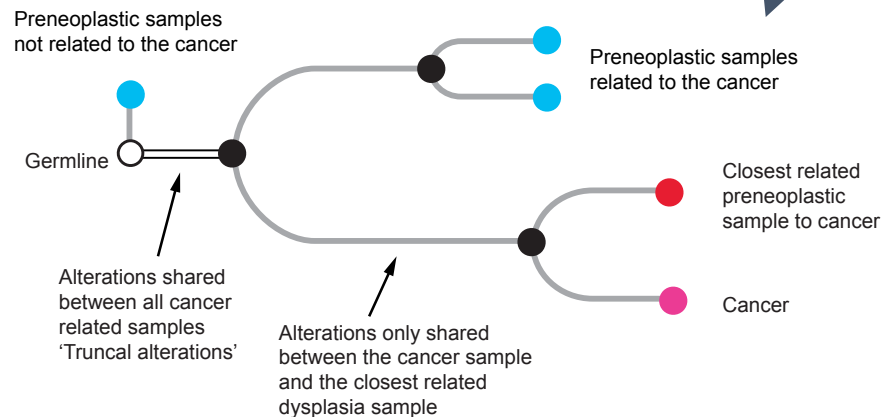 Preneoplastic samples
not related to the cancer
Preneoplastic samples
related to the cancer
Germline
Closest related
preneoplastic
sample to cancer
Alterations shared
between all cancer
related samples
‘Truncal alterations’
Cancer
Alterations only shared
between the cancer sample
and the closest related
dysplasia sample